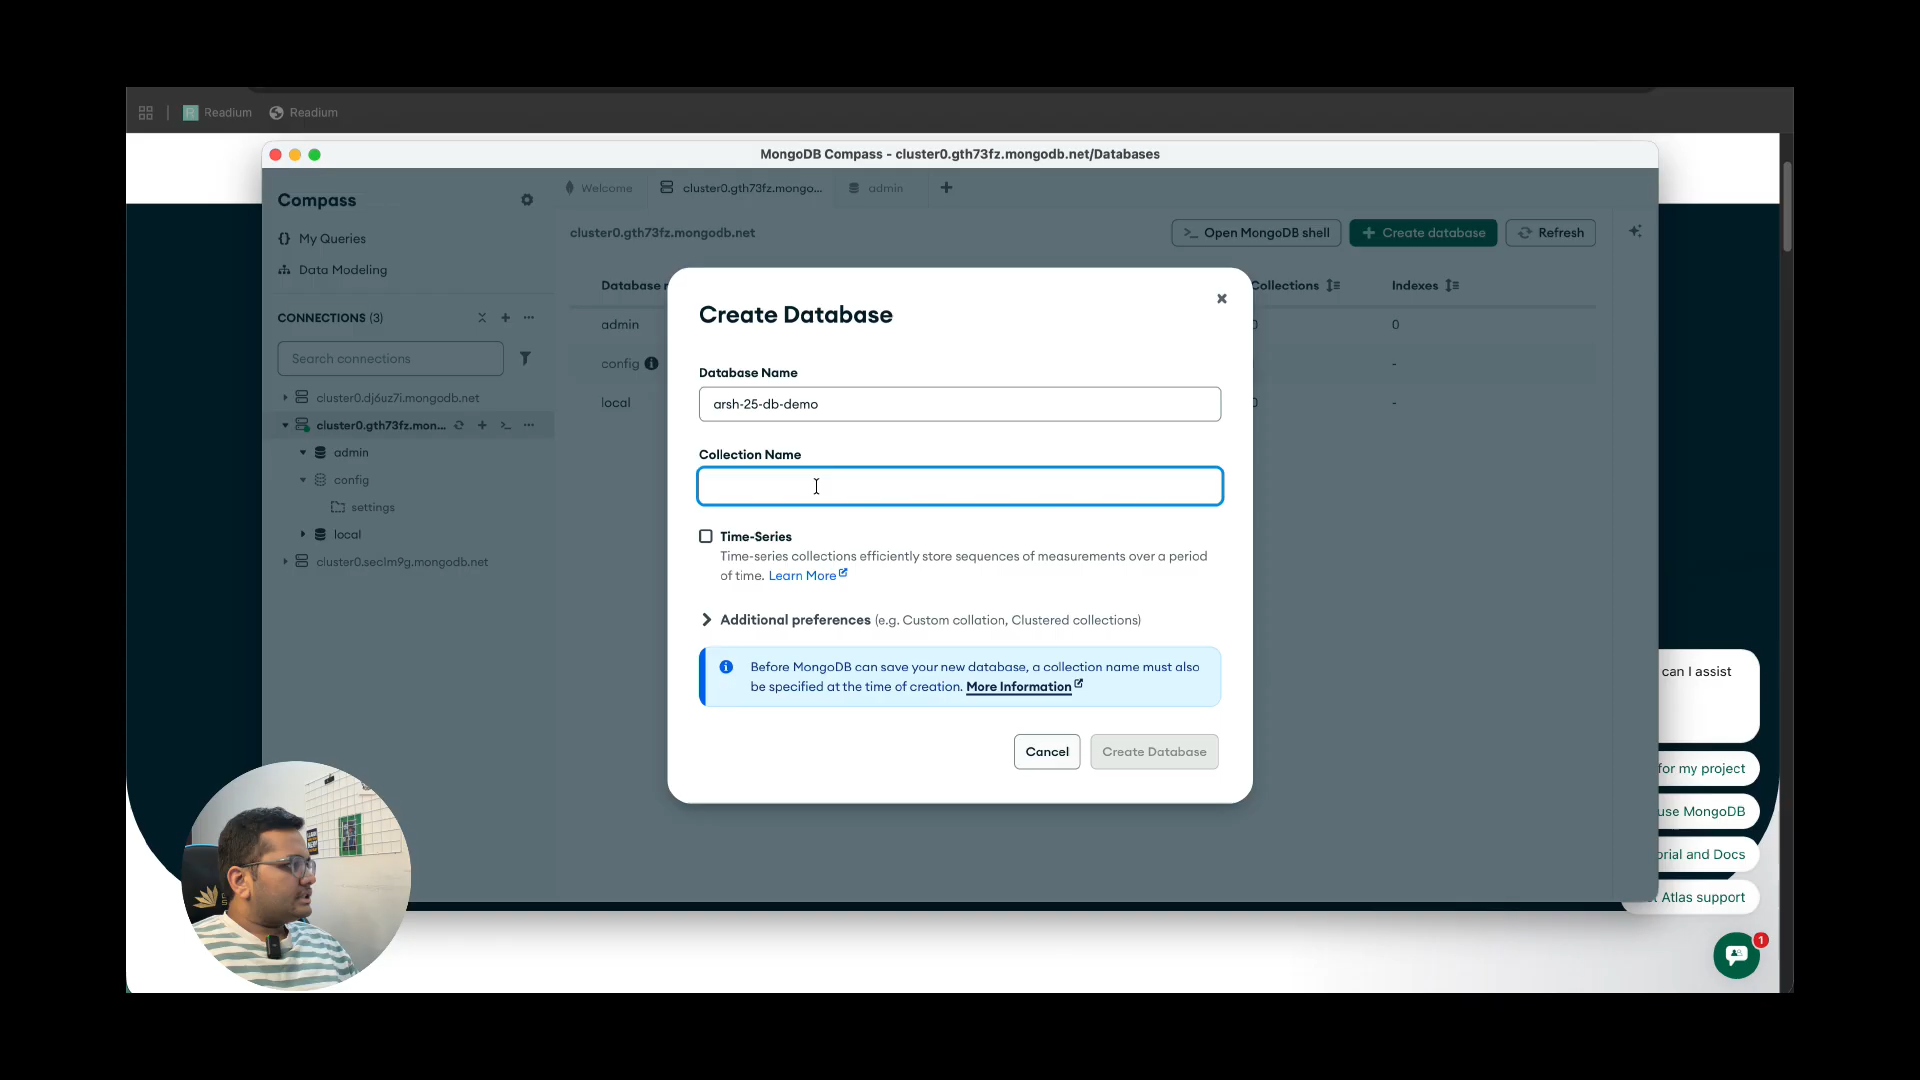 Readium
Readium
MongoDB Compass - cluster0.gth73fz.mongodb.net/Databases
Compass
My Queries
Data Modeling
CONNECTIONS (3)
Search connections
cluster0.dj6uz7i.mongodb.net
cluster0.gth73fz.mon...
admin
config
settings
local
cluster0.seclm9g.mongodb.net
Welcome
cluster0.gth73fz.mongo...
admin
cluster0.gth73fz.mongodb.net
>_ Open MongoDB shell
Create database
Refresh
Database
Collections
Indexes
admin
0
config
-
local
-
Create Database
Database Name
arsh-25-db-demo
Collection Name
Time-Series
Time-series collections efficiently store sequences of measurements over a period
of time. Learn More
Additional preferences (e.g. Custom collation, Clustered collections)
Before MongoDB can save your new database, a collection name must also
be specified at the time of creation. More Information
Cancel
Create Database
can I assist
for my project
use MongoDB
and Docs
Atlas support
1